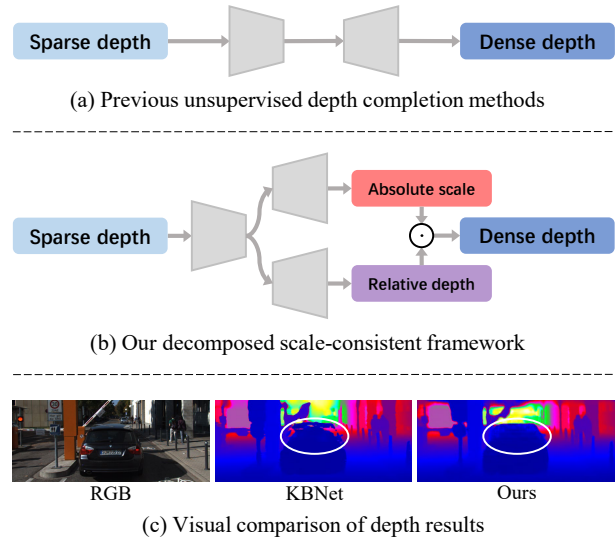 Sparse depth
Dense depth
(a) Previous unsupervised depth completion methods
Absolute scale
Sparse depth
Dense depth
Relative depth
(b) Our decomposed scale-consistent framework
RGB
KBNet
Ours
(c) Visual comparison of depth results